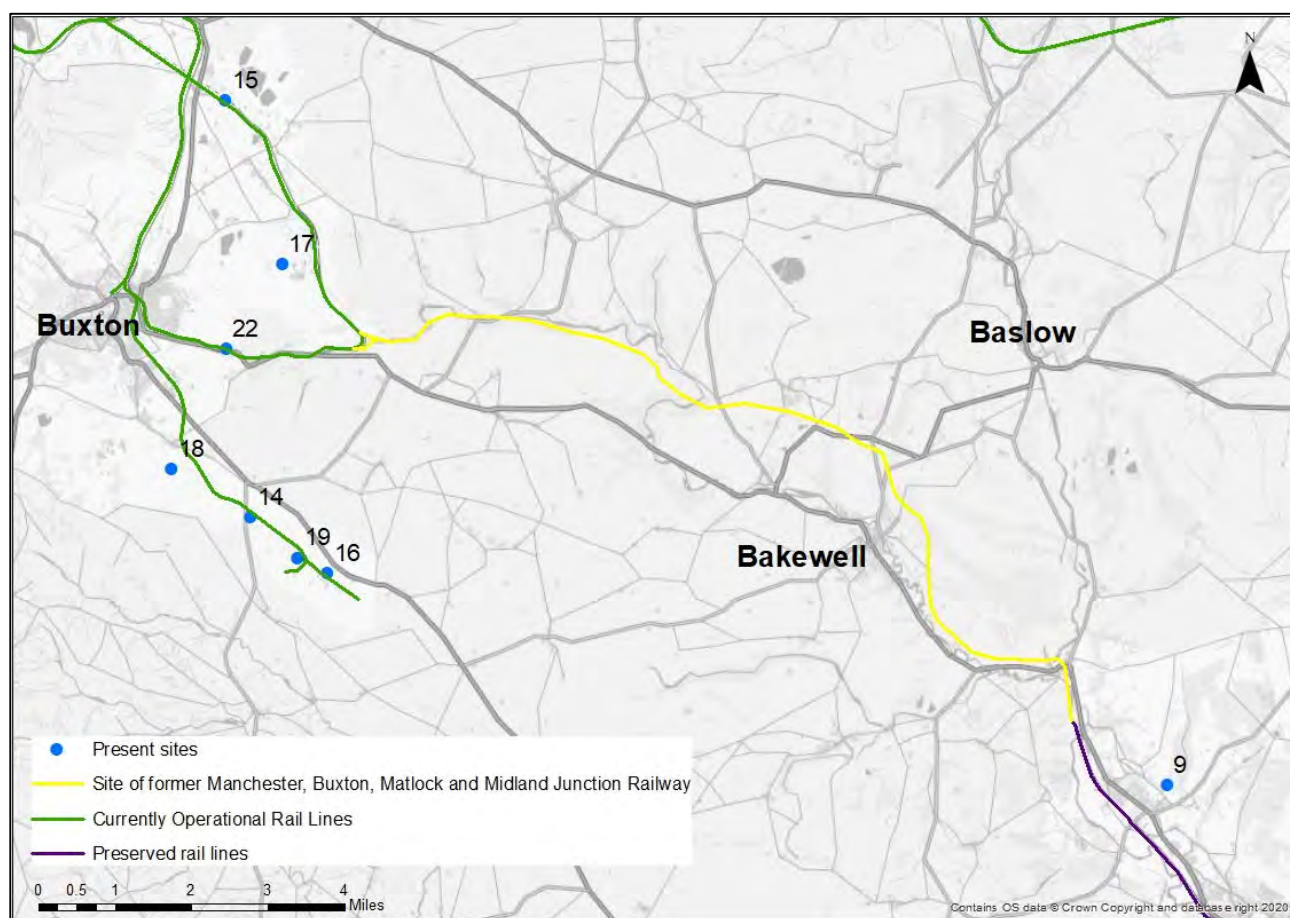 N
15
17
Buxton
22
Baslow
18
14
19
16
Bakewell
9
Present sites
Site of former Manchester, Buxton, Matlock and Midland Junction Railway
Currently Operational Rail Lines
Preserved rail lines
0 0.5 1 2 3 4
Miles
Contains OS data © Crown Copyright and database right 2020